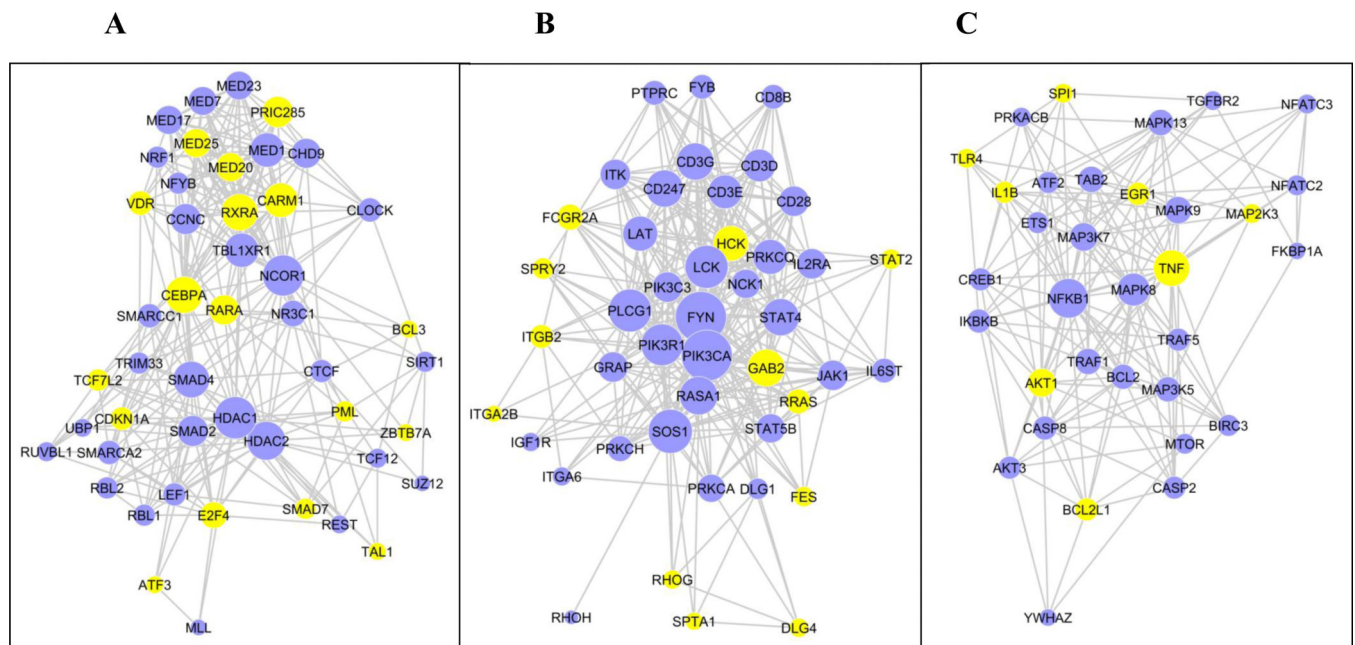 A
B
C
MED23
MED7
PRIC285
MED17
MED25
MED1
CHD9
NRF1
MED20
NFYB
VDR
CARM1
RXRA
CLOCK
CCNC
TBL1XR1
NCOR1
CEBPA
RARA
SMARCC1
NR3C1
BCL3
TRIM33
SIRT1
CTCF
TCF7L2
SMAD4
CDKN1A
HDAC1
PML
UBP1
SMAD2
ZBTB7A
HDAC2
RUVBL1
SMARCA2
TCF12
RBL2
LEF1
SUZ12
RBL1
E2F4
SMAD7
REST
TAL1
ATF3
MLL
FYB
PTPRC
CD8B
CD3G
CD3D
ITK
CD247
CD3E
CD28
FCGR2A
LAT
HCK
PRKCQ
LCK
IL2RA
STAT2
SPRY2
PIK3C3
NCK1
PLCG1
FYN
STAT4
ITGB2
PIK3R1
PIK3CA
GRAP
GAB2
JAK1
IL6ST
RASA1
RRAS
ITGA2B
SOS1
STAT5B
IGF1R
PRKCH
ITGA6
PRKCA
DLG1
FES
RHOG
RHOH
SPTA1
DLG4
SPI1
TGFBR2
NFATC3
PRKACB
MAPK13
TLR4
IL1B
ATF2
TAB2
EGR1
NFATC2
ETS1
MAPK9
MAP2K3
MAP3K7
FKBP1A
TNF
CREB1
NFKB1
MAPK8
IKBKB
TRAF5
TRAF1
AKT1
BCL2
MAP3K5
CASP8
BIRC3
MTOR
AKT3
CASP2
BCL2L1
YWHAZ